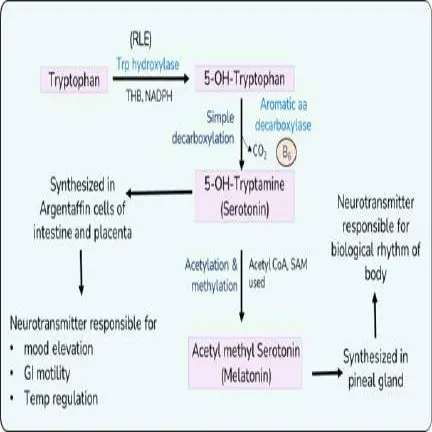 (RLE)
Trp hydroxylase
Tryptophan
5-OH-Tryptophan
THB, NADPH
Simple
decarboxylation
Aromatic aa
decarboxylase
CO₂
B₆
Synthesized in
Argentaffin cells of
intestine and placenta
5-OH-Tryptamine
(Serotonin)
Neurotransmitter
responsible for
biological rhythm of
body
Acetylation &
methylation
Acetyl CoA, SAM
used
Neurotransmitter responsible for
• mood elevation
• GI motility
• Temp regulation
Acetyl methyl Serotonin
(Melatonin)
Synthesized in
pineal gland